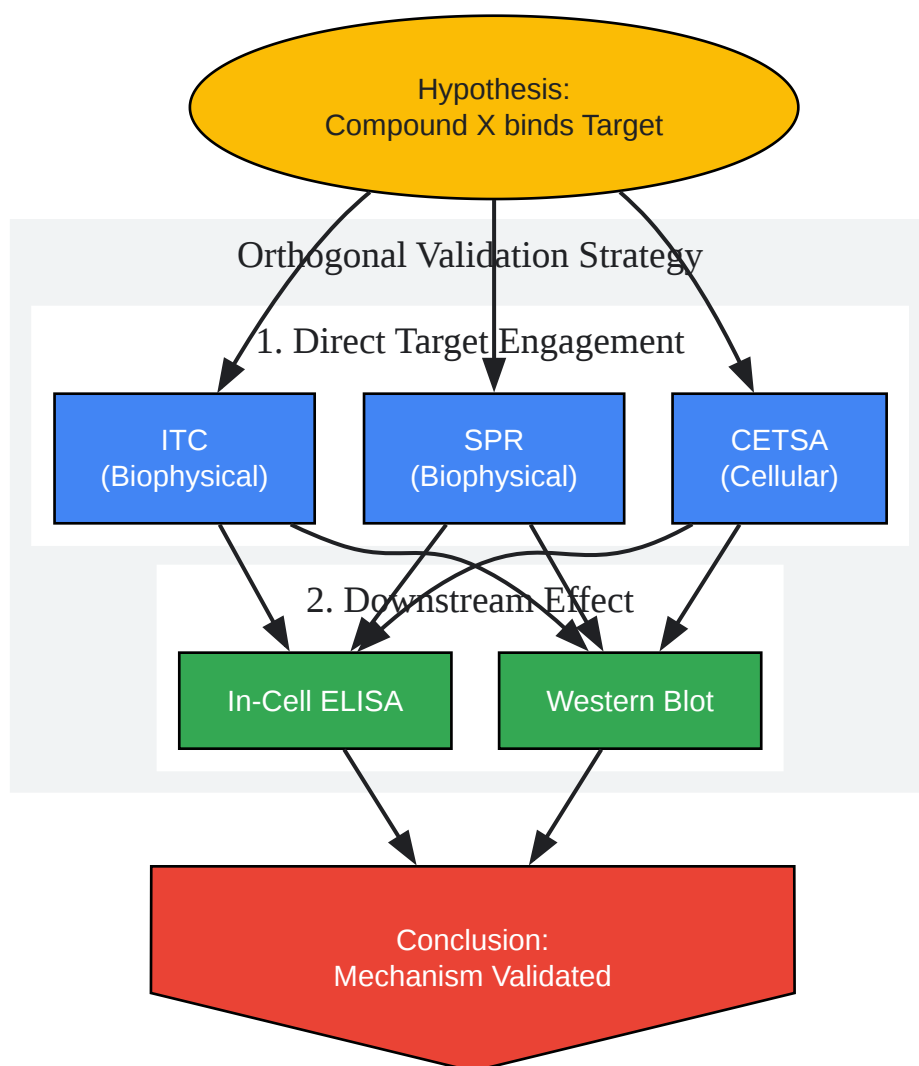 Hypothesis:
Compound X binds Target
Orthogonal Validation Strategy
1. Direct Target Engagement
ITC
(Biophysical)
SPR
(Biophysical)
CETSA
(Cellular)
2. Downstream Effect
In-Cell ELISA
Western Blot
Conclusion:
Mechanism Validated